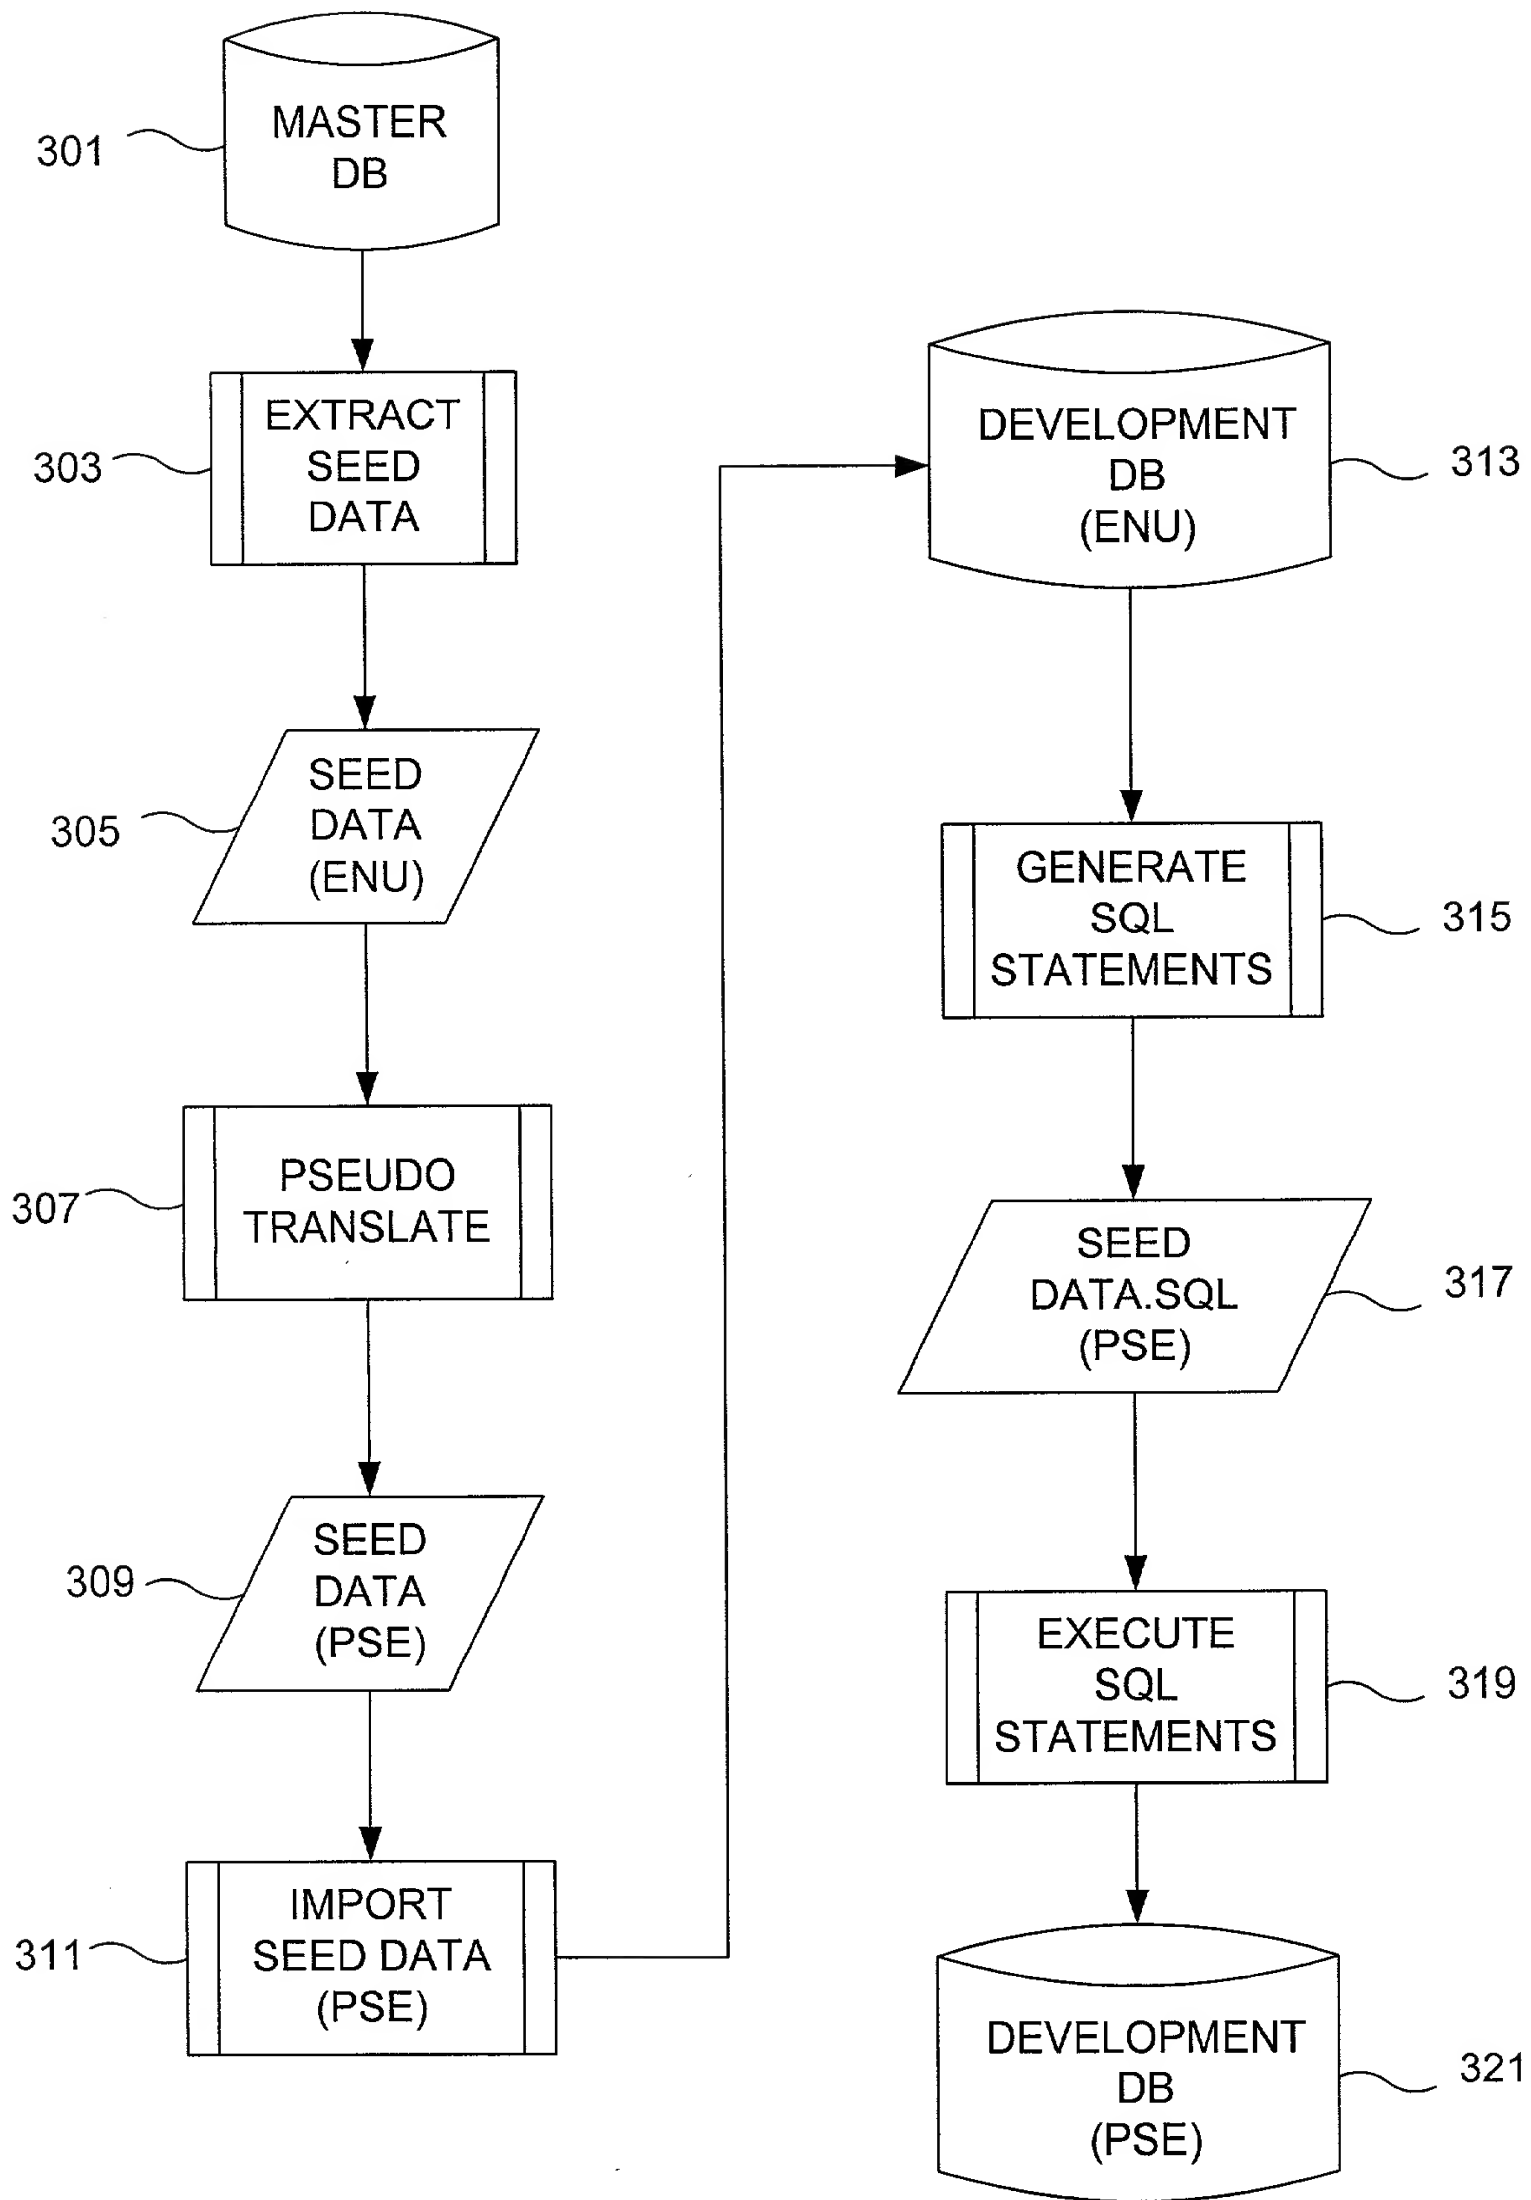 301
MASTER
DB
303
EXTRACT
SEED
DATA
305
SEED
DATA
(ENU)
307
PSEUDO
TRANSLATE
309
SEED
DATA
(PSE)
311
IMPORT
SEED DATA
(PSE)
DEVELOPMENT
DB
(ENU)
313
GENERATE
SQL
STATEMENTS
315
SEED
DATA.SQL
(PSE)
317
EXECUTE
SQL
STATEMENTS
319
DEVELOPMENT
DB
(PSE)
321